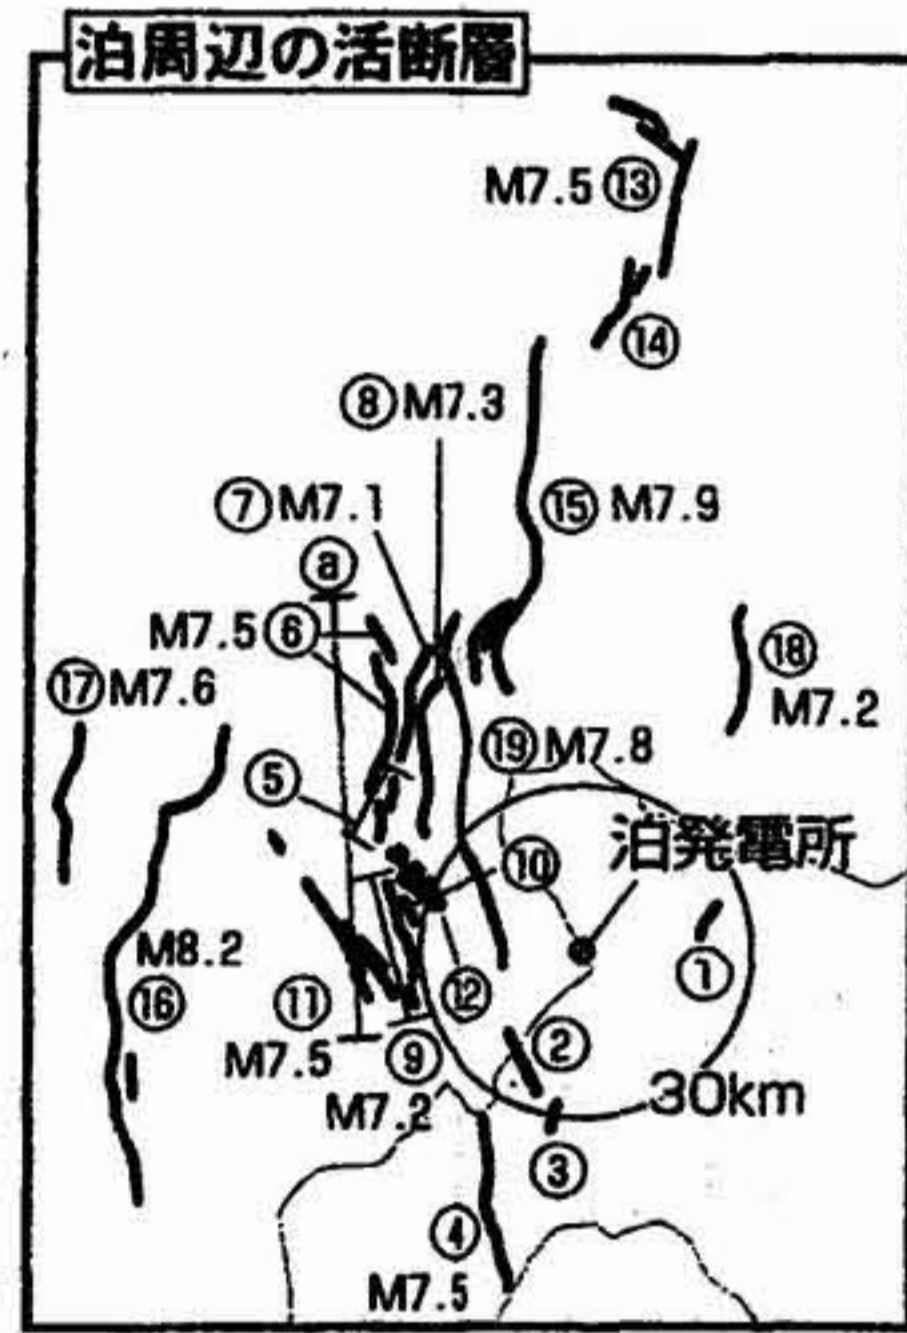 泊周辺の活断層
M7.5 ⑬
⑭
⑧ M7.3
⑦ M7.1
⑮ M7.9
ⓐ
M7.5 ⑥
⑱
M7.2
⑰ M7.6
⑲ M7.8
⑤
泊発電所
⑩
M8.2
⑯
①
⑪
M7.5
⑫
②
⑨
M7.2
30km
③
④
M7.5